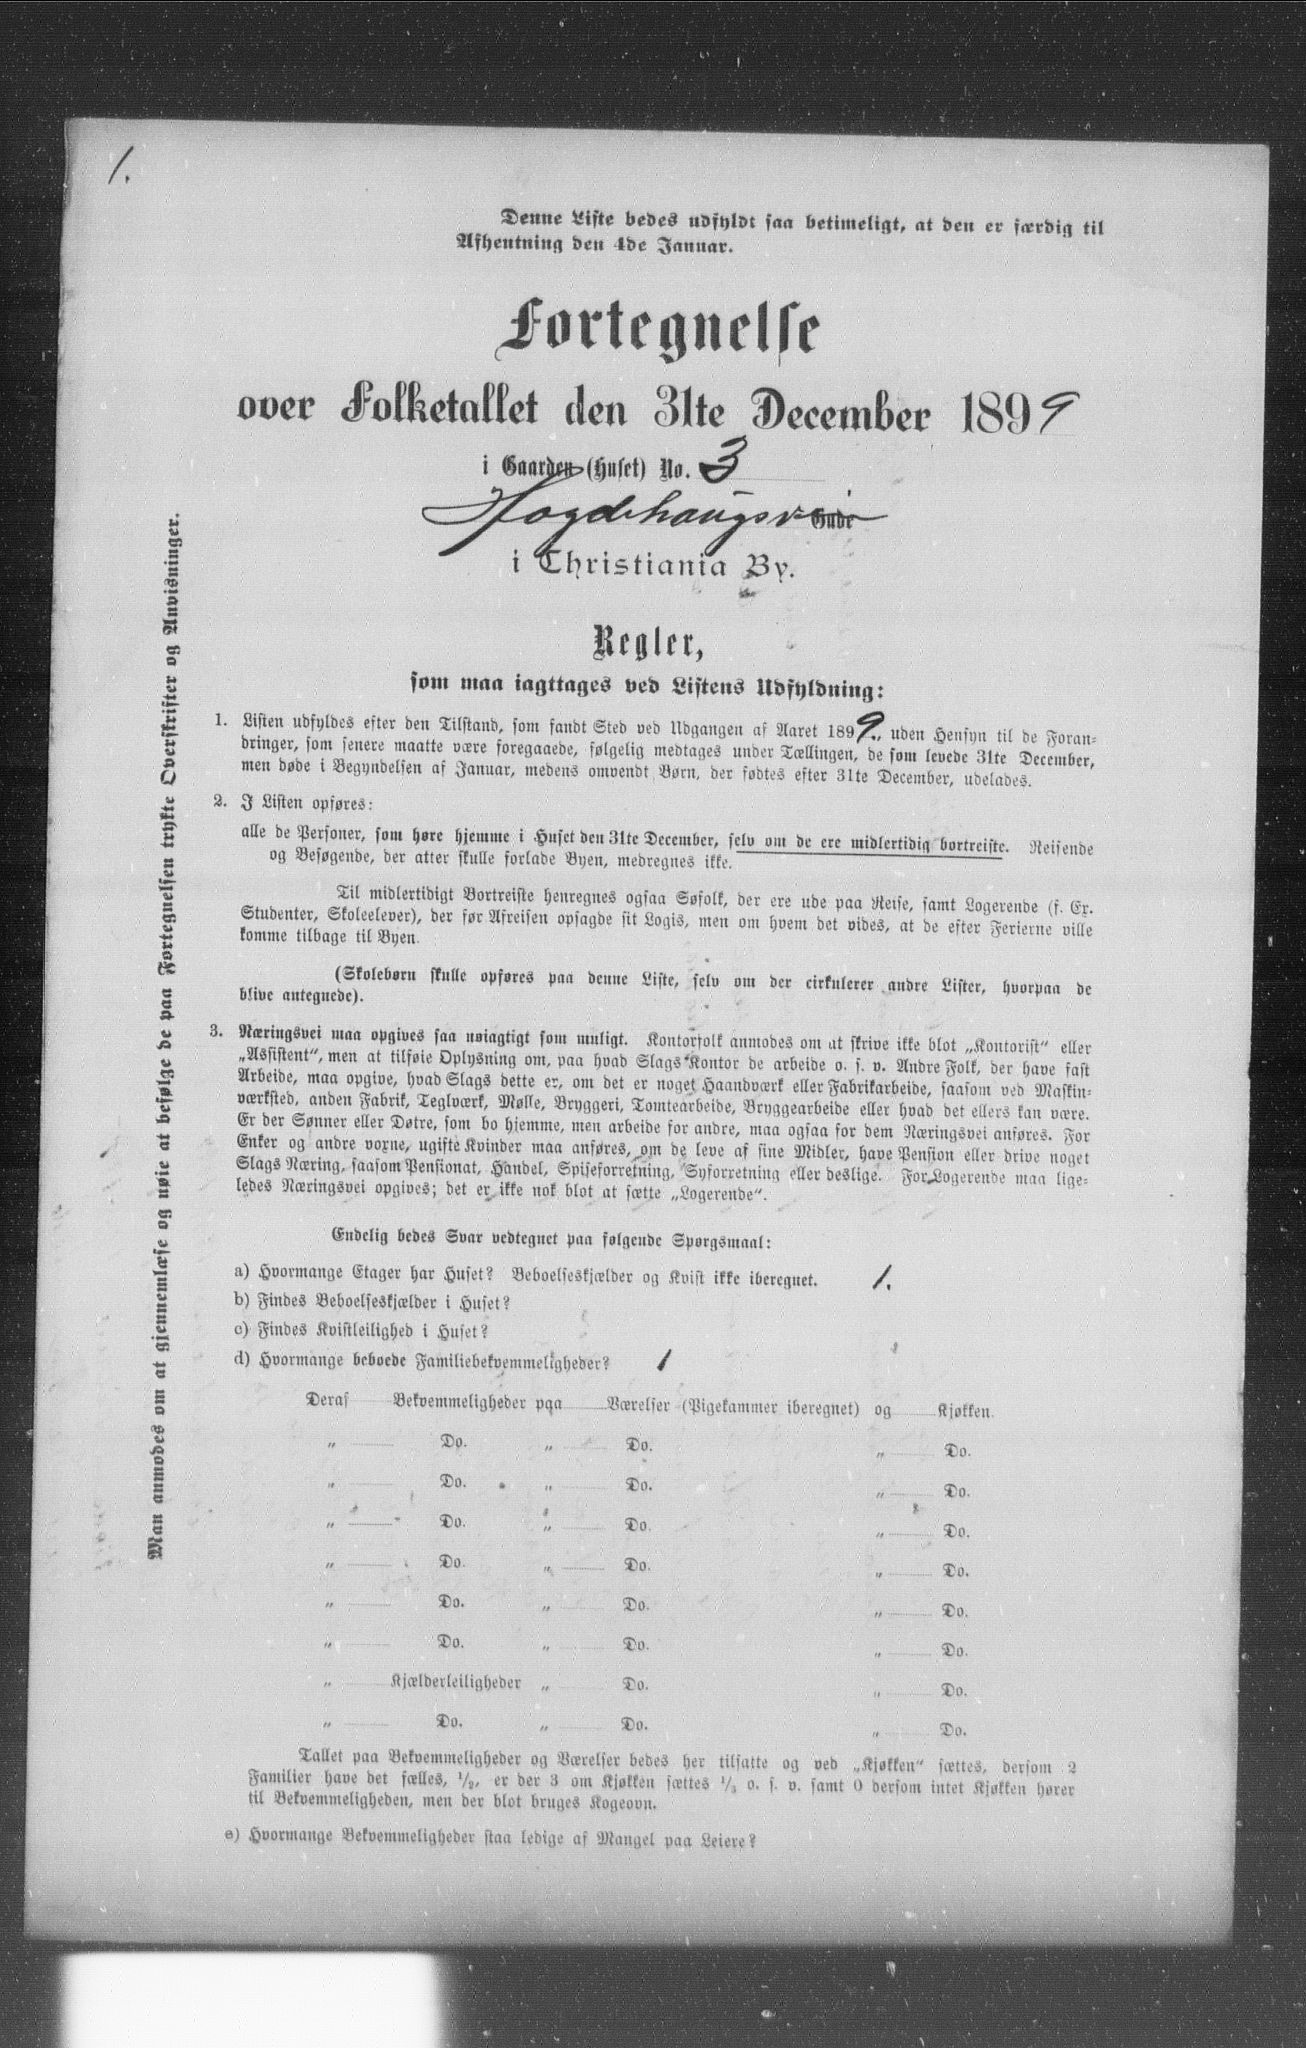 1.
Denne Liste bedes udfyldt saa betimeligt, at den er færdig til
Afhentning den 4de Januar.
Fortegnelse
over Folketallet den 31te December 1899
i Gaarden (Huset) No. 3
Hægdehaugsvei Gade
i Christiania By.
Regler,
som maa iagttages ved Listens Udfyldning:
1. Listen udfyldes efter den Tilstand, som fandt Sted ved Udgangen af Aaret 1899., uden Hensyn til de Foran-
dringer, som senere maatte være foregaaede, følgelig medtages under Tællingen, de som levede 31te December,
men døde i Begyndelsen af Januar, medens omvendt Børn, der fødtes efter 31te December, udelades.
2. I Listen opføres:
alle de Personer, som høre hjemme i Huset den 31te December, selv om de ere midlertidig bortreiste. Reisende
og Besøgende, der atter skulle forlade Byen, medregnes ikke.
Til midlertidigt Bortreiste henregnes ogsaa Søfolk, der ere ude paa Reise, samt Logerende (f. Ex.
Studenter, Skoleelever), der før Afreisen opsagde sit Logis, men om hvem det vides, at de efter Ferierne ville
komme tilbage til Byen.
(Skolebørn skulle opføres paa denne Liste, selv om der cirkulerer andre Lister, hvorpaa de
blive antegnede).
3. Næringsvei maa opgives saa nøiagtigt som muligt. Kontorfolk anmodes om at skrive ikke blot „Kontorist“ eller
„Assistent“, men at tilføie Oplysning om, paa hvad Slags Kontor de arbeide o. s. v. Andre Folk, der have fast
Arbeide, maa opgive, hvad Slags dette er, om det er noget Haandværk eller Fabrikarbeide, saasom ved Maskin-
værksted, anden Fabrik, Teglværk, Mølle, Bryggeri, Tomtearbeide, Bryggearbeide eller hvad det ellers kan være.
Er der Sønner eller Døtre, som bo hjemme, men arbeide for andre, maa ogsaa for dem Næringsvei anføres. For
Enker og andre voxne, ugifte Kvinder maa anføres, om de leve af sine Midler, have Pension eller drive noget
Slags Næring, saasom Pensionat, Handel, Spiseforretning, Syforretning eller deslige. For Logerende maa lige-
ledes Næringsvei opgives; det er ikke nok blot at sætte „Logerende“.
Endelig bedes Svar vedtegnet paa følgende Spørgsmaal:
a) Hvormange Etager har Huset? Beboelseskjælder og Kvist ikke iberegnet. 1.
b) Findes Beboelseskjælder i Huset?
c) Findes Kvistleilighed i Huset?
d) Hvormange beboede Familiebekvemmeligheder? 1
Deraf Bekvemmeligheder paa Værelser (Pigekammer iberegnet) og Kjøkken.
„ Do. „ Do. „ Do.
„ Do. „ Do. „ Do.
„ Do. „ Do. „ Do.
„ Do. „ Do. „ Do.
„ Do. „ Do. „ Do.
„ Do. „ Do. „ Do.
„ Kjælderleiligheder „ Do. „ Do.
„ Do. „ Do. „ Do.
Tallet paa Bekvemmeligheder og Værelser bedes her tilsatte og ved „Kjøkken“ sættes, dersom 2
Familier have det fælles, 1/2, er der 3 om Kjøkken sættes 1/3 o. s. v. samt 0 dersom intet Kjøkken hører
til Bekvemmeligheden, men der blot bruges Kogeovn.
e) Hvormange Bekvemmeligheder staa ledige af Mangel paa Leiere?
Man anmodes om at gjennemlæse og nøie at befølge de paa Fortegnelsen trykte Overskrifter og Anvisninger.